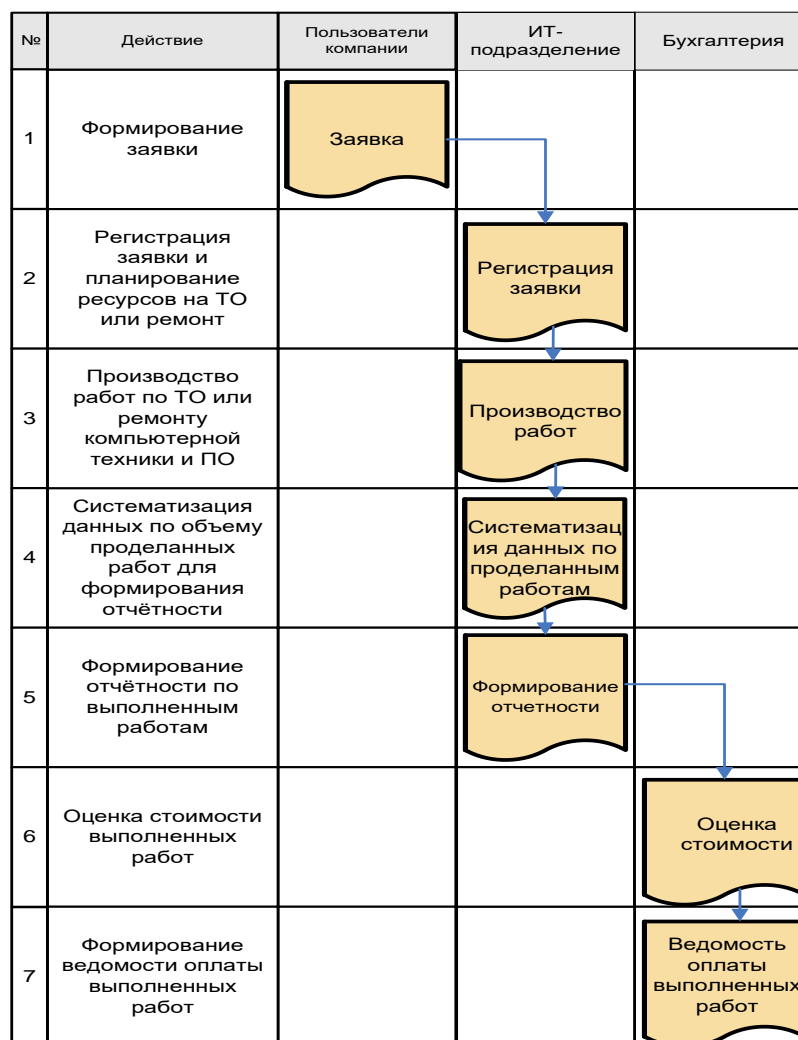 №
Действие
Пользователи
компании
ИТ-
подразделение
Бухгалтерия
1
Формирование
заявки
Заявка
2
Регистрация
заявки и
планирование
ресурсов на ТО
или ремонт
Регистрация
заявки
3
Производство
работ по ТО или
ремонту
компьютерной
техники и ПО
Производство
работ
4
Систематизация
данных по объему
проделанных
работ для
формирования
отчётности
Систематизац
ия данных по
проделанным
работам
5
Формирование
отчётности по
выполненным
работам
Формирование
отчетности
6
Оценка стоимости
выполненных
работ
Оценка
стоимости
7
Формирование
ведомости оплаты
выполненных
работ
Ведомость
оплаты
выполненных
работ